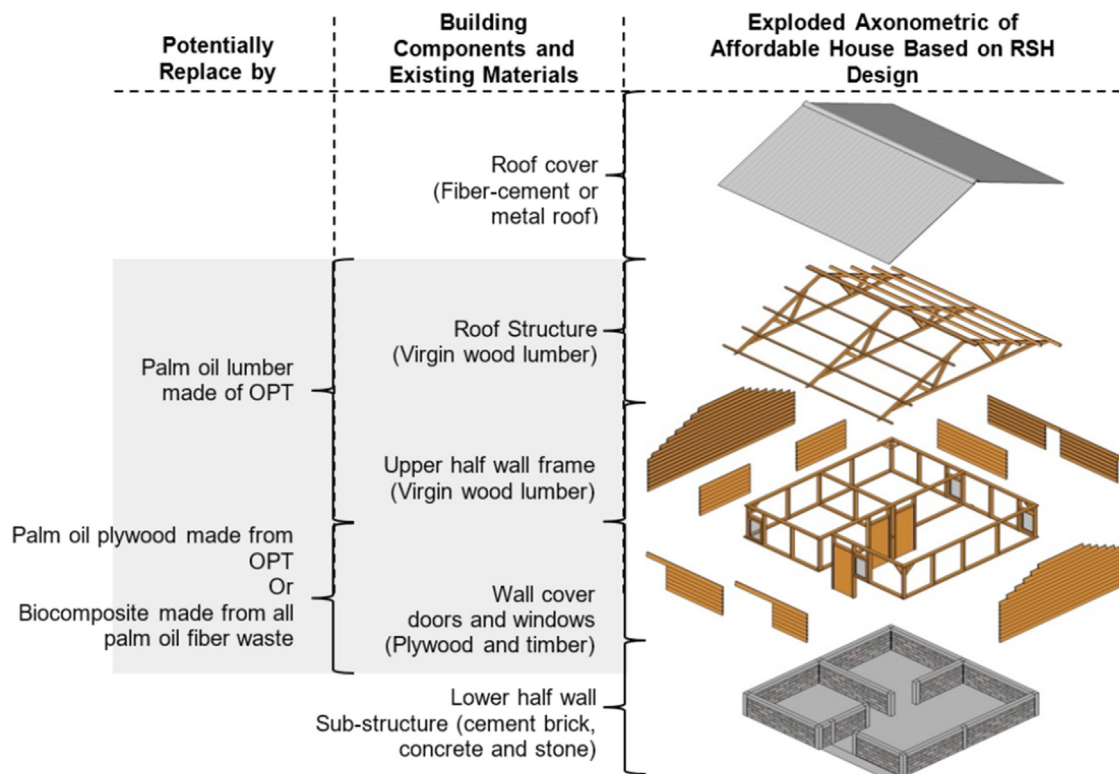 Potentially
Replace by
Building
Components and
Existing Materials
Exploded Axonometric of
Affordable House Based on RSH
Design
Roof cover
(Fiber-cement or
metal roof)
Roof Structure
(Virgin wood lumber)
Palm oil lumber
made of OPT
Upper half wall frame
(Virgin wood lumber)
Palm oil plywood made from
OPT
Or
Biocomposite made from all
palm oil fiber waste
Wall cover
doors and windows
(Plywood and timber)
Lower half wall
Sub-structure (cement brick,
concrete and stone)